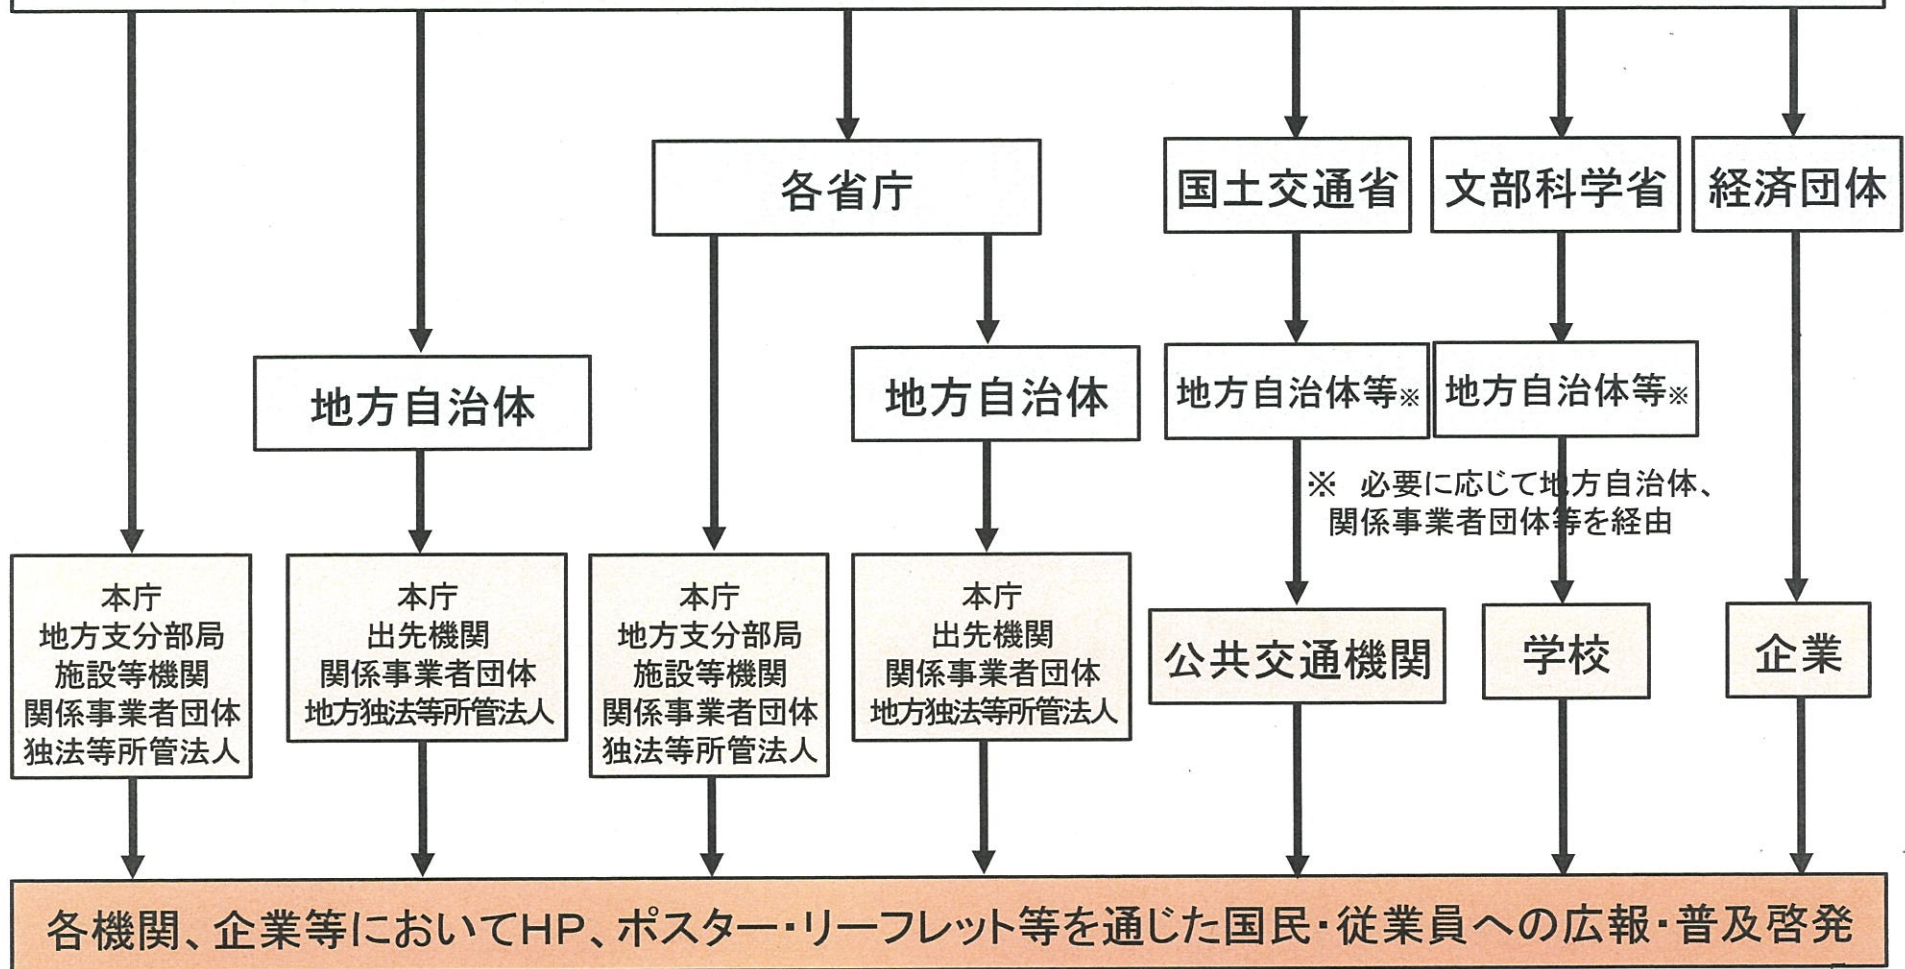 各省庁
国土交通省
文部科学省
経済団体
地方自治体
地方自治体
地方自治体等※
地方自治体等※
※ 必要に応じて地方自治体、
関係事業者団体等を経由
本庁
地方支分部局
施設等機関
関係事業者団体
独法等所管法人
本庁
出先機関
関係事業者団体
地方独法等所管法人
本庁
地方支分部局
施設等機関
関係事業者団体
独法等所管法人
本庁
出先機関
関係事業者団体
地方独法等所管法人
公共交通機関
学校
企業
各機関、企業等においてHP、ポスター・リーフレット等を通じた国民・従業員への広報・普及啓発